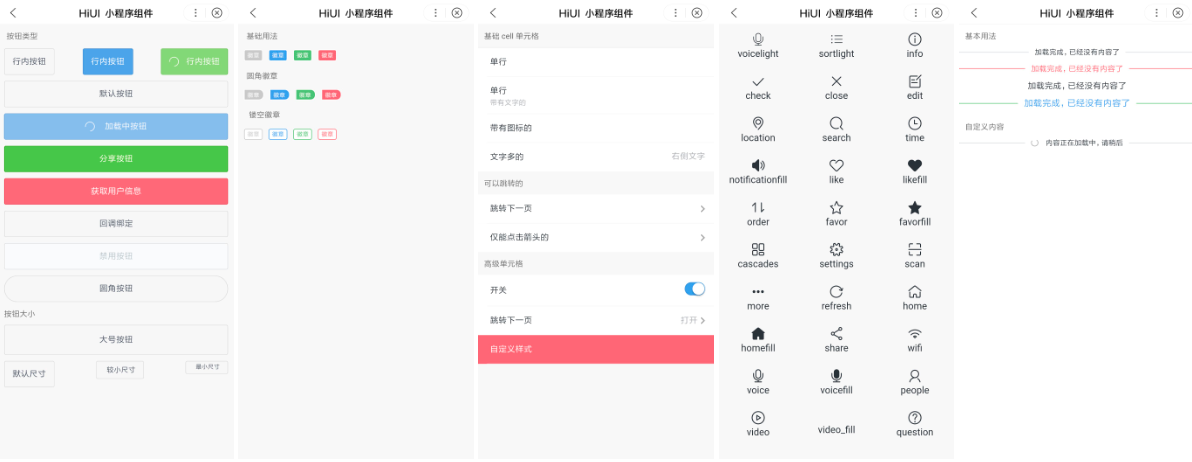 HiUI 小程序组件
按钮类型
行内按钮 行内按钮 行内按钮
默认按钮
加载中按钮
分享按钮
获取用户信息
回调绑定
禁用按钮
圆角按钮
按钮大小
大号按钮
默认尺寸 较小尺寸 最小尺寸
HiUI 小程序组件
基础用法
徽章 徽章 徽章 徽章
圆角徽章
徽章 徽章 徽章 徽章
镂空徽章
徽章 徽章 徽章 徽章
HiUI 小程序组件
基础 cell 单元格
单行
单行
带有文字的
带有图标的
文字多的 右侧文字
可以跳转的
跳转下一页
仅能点击箭头的
高级单元格
开关
跳转下一页 打开
自定义样式
HiUI 小程序组件
voicelight sortlight info
check close edit
location search time
notificationfill like likefill
order favor favorfill
cascades settings scan
more refresh home
homefill share wifi
voice voicefill people
video video_fill question
HiUI 小程序组件
基本用法
加载完成，已经没有内容了
加载完成，已经没有内容了
加载完成，已经没有内容了
加载完成，已经没有内容了
自定义内容
内容正在加载中，请稍后